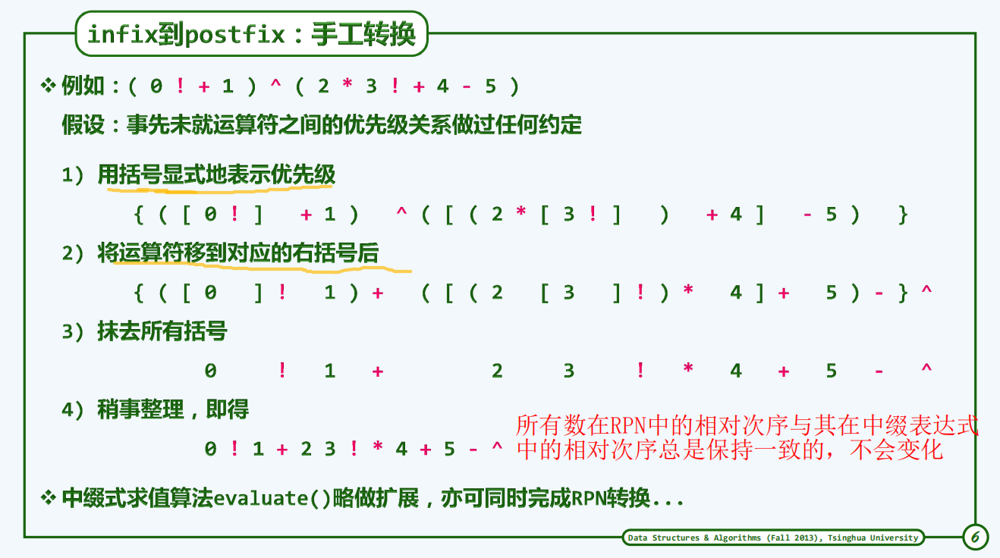 infix到postfix：手工转换
❖例如：( 0 ! + 1 ) ^ ( 2 * 3 ! + 4 - 5 )
假设：事先未就运算符之间的优先级关系做过任何约定
1) 用括号显式地表示优先级
{ ( [ 0 ! ] + 1 ) ^ ( [ ( 2 * [ 3 ! ] ) + 4 ] - 5 ) }
2) 将运算符移到对应的右括号后
{ ( [ 0 ] ! 1 ) + ( [ ( 2 [ 3 ] ! ) * 4 ] + 5 ) - } ^
3) 抹去所有括号
0 ! 1 + 2 3 ! * 4 + 5 - ^
4) 稍事整理，即得
0 ! 1 + 2 3 ! * 4 + 5 - ^
所有数在RPN中的相对次序与其在中缀表达式
中的相对次序总是保持一致的，不会变化
❖中缀式求值算法evaluate()略做扩展，亦可同时完成RPN转换...
Data Structures & Algorithms (Fall 2013), Tsinghua University
6